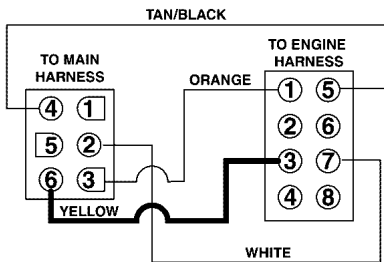 TAN/BLACK
TO MAIN
HARNESS
TO ENGINE
HARNESS
ORANGE
4 1
5 2
6 3
1 5
2 6
3 7
4 8
YELLOW
WHITE